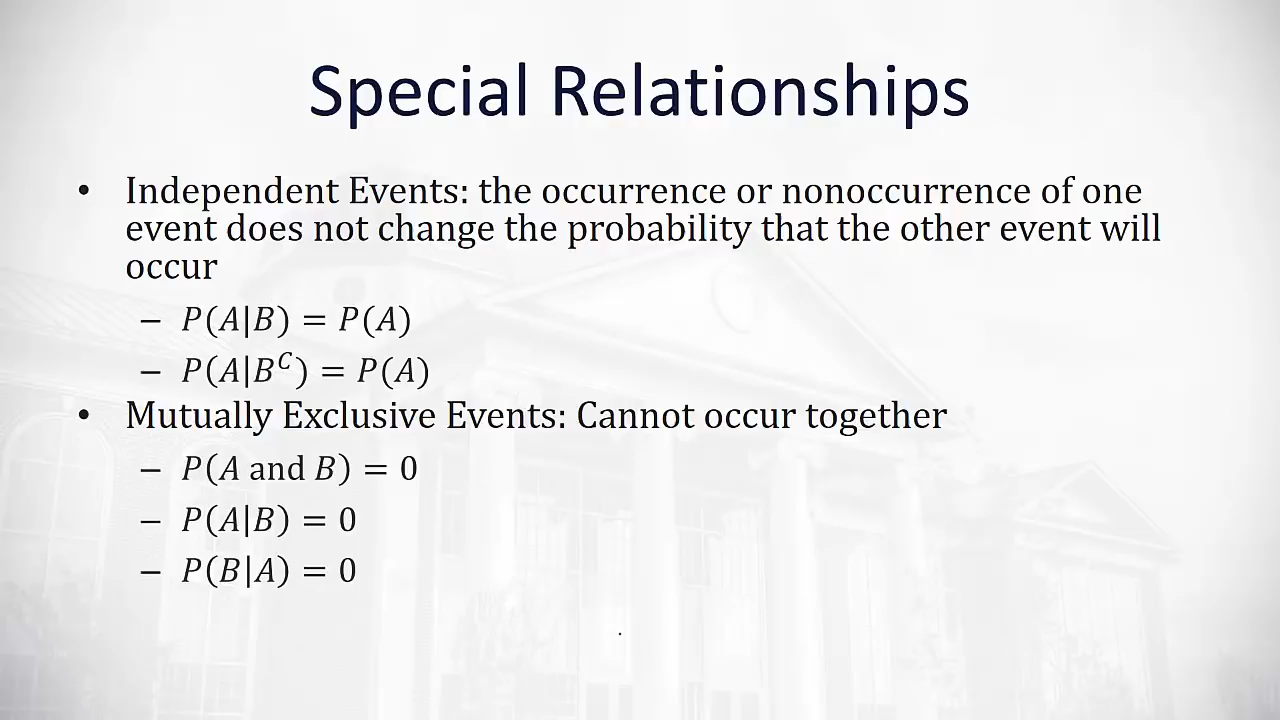 Special Relationships
• Independent Events: the occurrence or nonoccurrence of one
event does not change the probability that the other event will
occur
– P(A|B) = P(A)
– P(A|Bᶜ) = P(A)
• Mutually Exclusive Events: Cannot occur together
– P(A and B) = 0
– P(A|B) = 0
– P(B|A) = 0
.